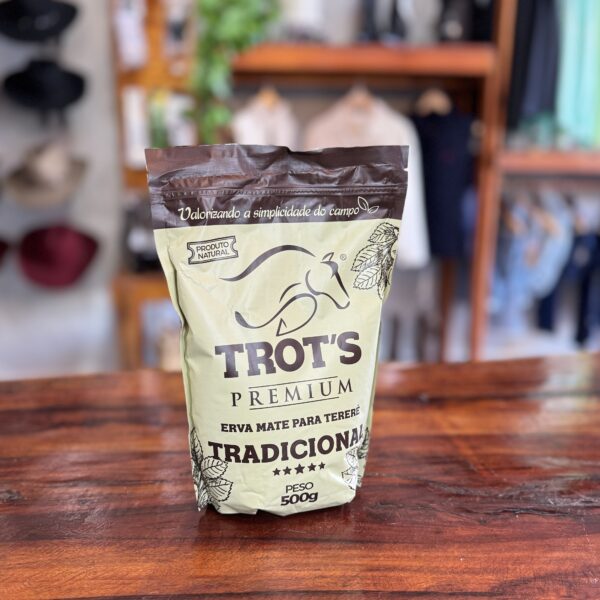 Valorizando a simplicidade do campo
PRODUTO
NATURAL
®
TROT'S
PREMIUM
ERVA MATE PARA TERERÉ
TRADICIONAL
PESO
500g